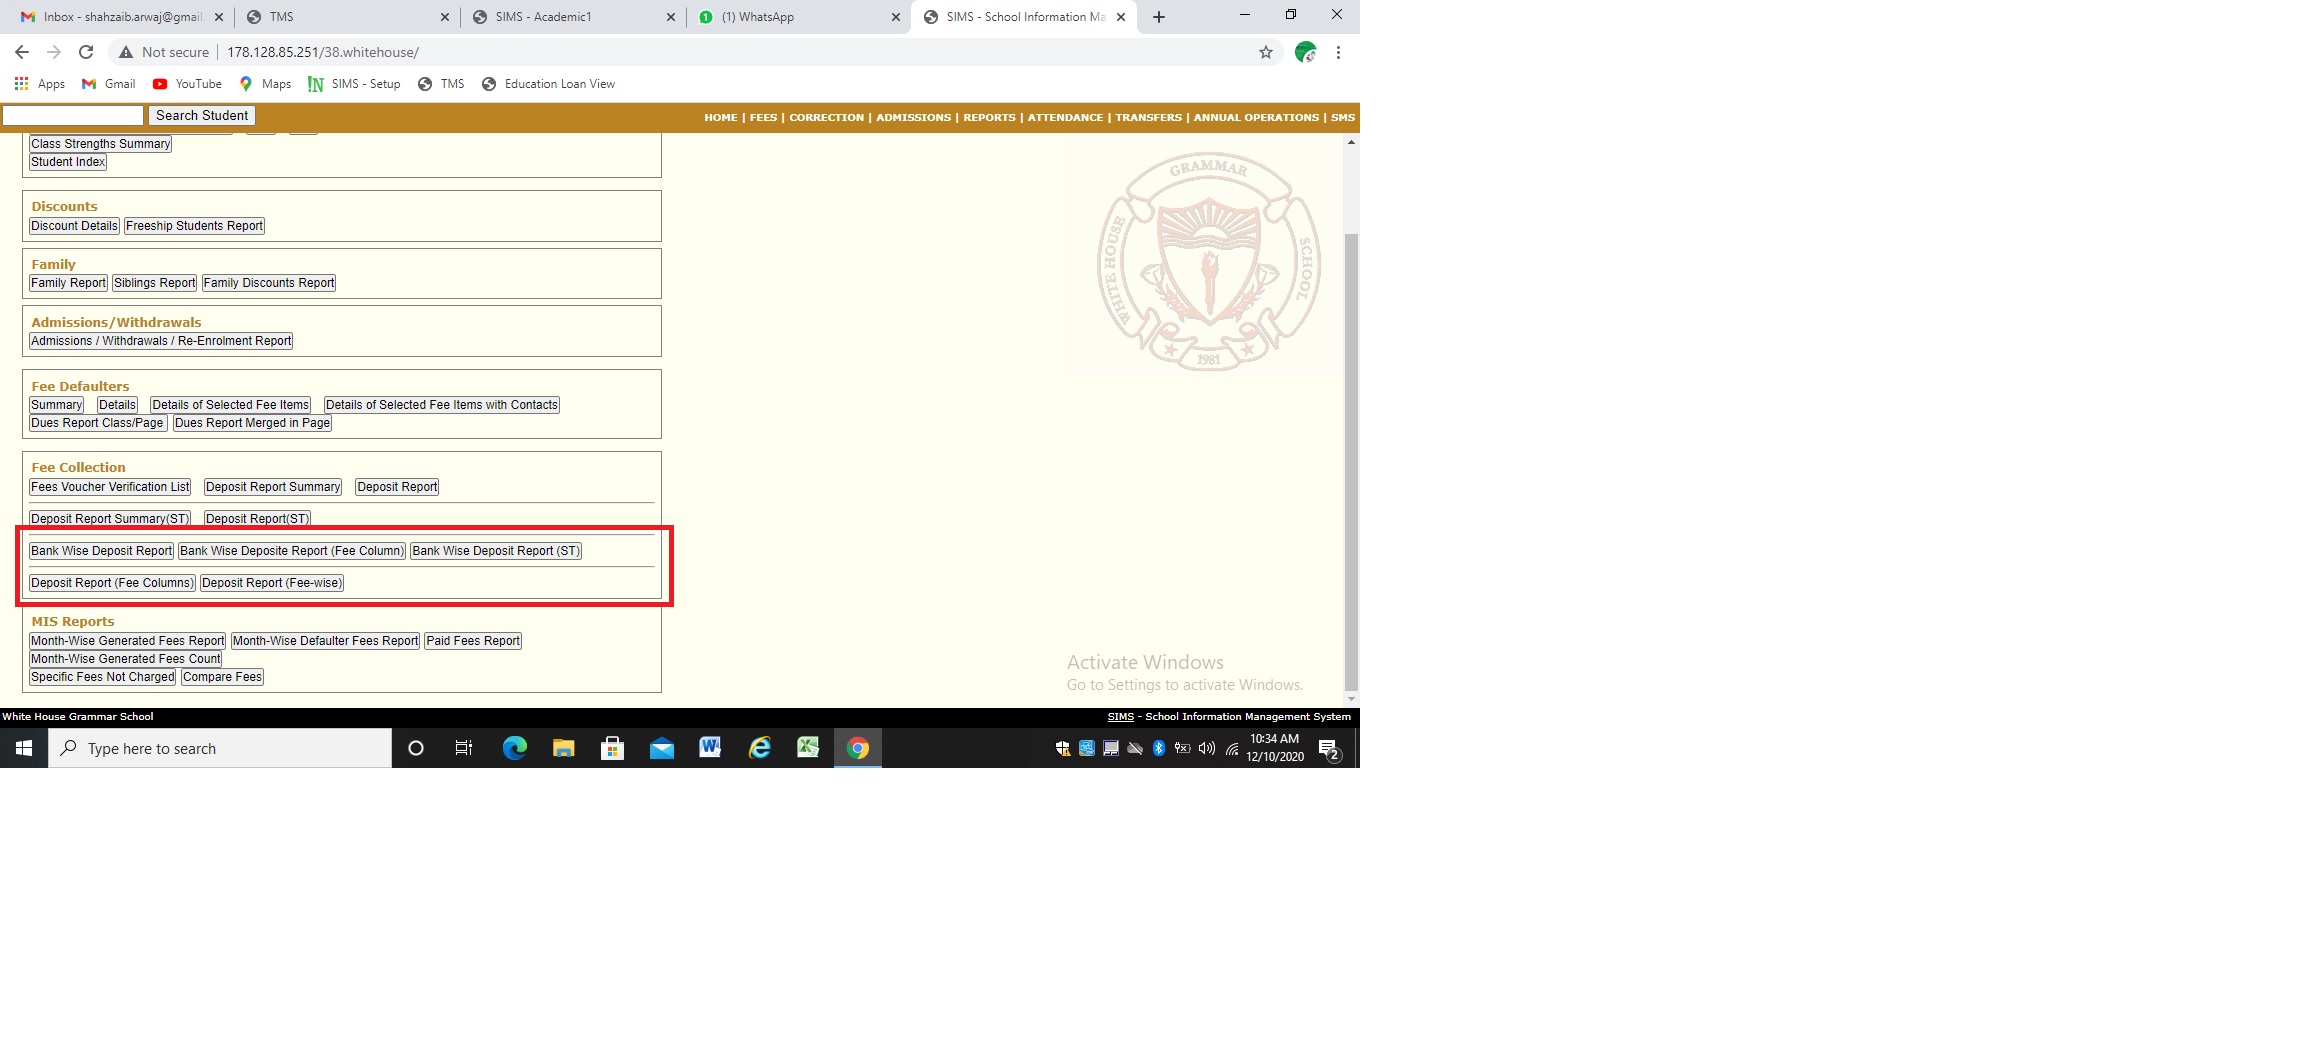 Inbox - shahzaib.arwaj@gmail.
TMS
SIMS - Academic1
(1) WhatsApp
SIMS - School Information Ma
Not secure
178.128.85.251/38.whitehouse/
Apps
Gmail
YouTube
Maps
SIMS - Setup
TMS
Education Loan View
Search Student
HOME | FEES | CORRECTION | ADMISSIONS | REPORTS | ATTENDANCE | TRANSFERS | ANNUAL OPERATIONS | SMS
Class Strengths Summary
Student Index
Discounts
Discount Details Freeship Students Report
Family
Family Report Siblings Report Family Discounts Report
Admissions/Withdrawals
Admissions / Withdrawals / Re-Enrolment Report
Fee Defaulters
Summary Details Details of Selected Fee Items Details of Selected Fee Items with Contacts
Dues Report Class/Page Dues Report Merged in Page
Fee Collection
Fees Voucher Verification List Deposit Report Summary Deposit Report
Deposit Report Summary(ST) Deposit Report(ST)
Bank Wise Deposit Report Bank Wise Deposite Report (Fee Column) Bank Wise Deposit Report (ST)
Deposit Report (Fee Columns) Deposit Report (Fee-wise)
MIS Reports
Month-Wise Generated Fees Report Month-Wise Defaulter Fees Report Paid Fees Report
Month-Wise Generated Fees Count
Specific Fees Not Charged Compare Fees
WHITE HOUSE
GRAMMAR
SCHOOL
1981
Activate Windows
Go to Settings to activate Windows.
White House Grammar School
SIMS - School Information Management System
Type here to search
10:34 AM
12/10/2020
2